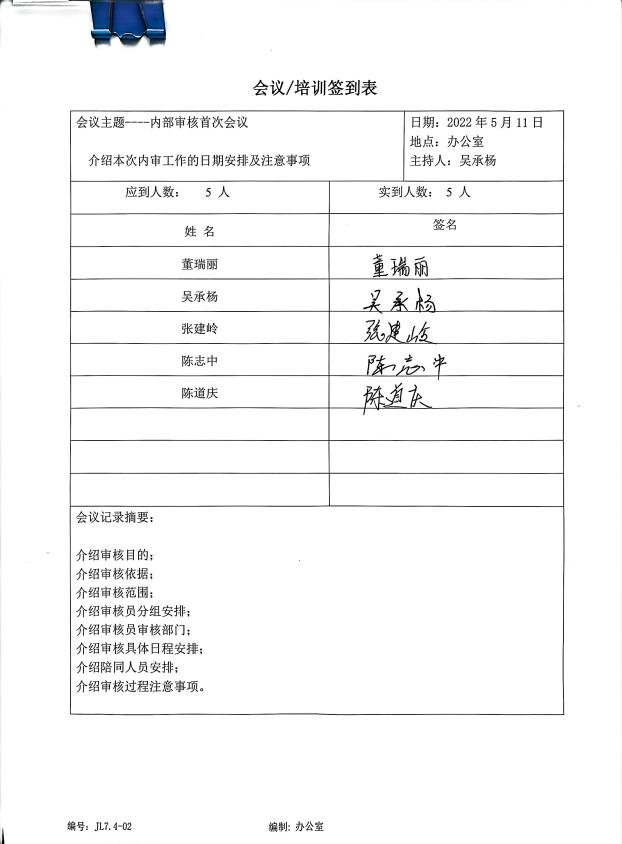 会议/培训签到表
会议主题----内部审核首次会议
介绍本次内审工作的日期安排及注意事项
日期: 2022 年 5 月 11 日
地点: 办公室
主持人: 吴承杨
应到人数: 5 人
实到人数: 5 人
姓 名
签名
董瑞丽
董瑞丽
吴承杨
吴承杨
张建岭
张建岭
陈志中
陈志中
陈道庆
陈道庆
会议记录摘要:
介绍审核目的;
介绍审核依据;
介绍审核范围;
介绍审核员分组安排;
介绍审核员审核部门;
介绍审核具体日程安排;
介绍陪同人员安排;
介绍审核过程注意事项。
编号: JL7.4-02
编制: 办公室